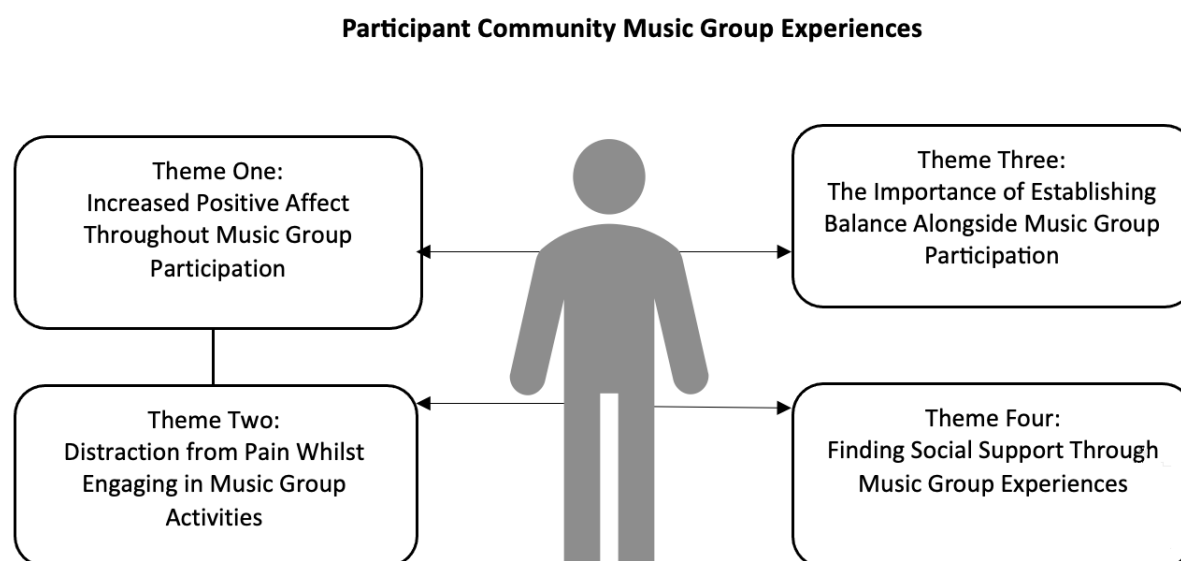 Participant Community Music Group Experiences
Theme One:
Increased Positive Affect
Throughout Music Group
Participation
Theme Two:
Distraction from Pain Whilst
Engaging in Music Group
Activities
Theme Three:
The Importance of Establishing
Balance Alongside Music Group
Participation
Theme Four:
Finding Social Support Through
Music Group Experiences